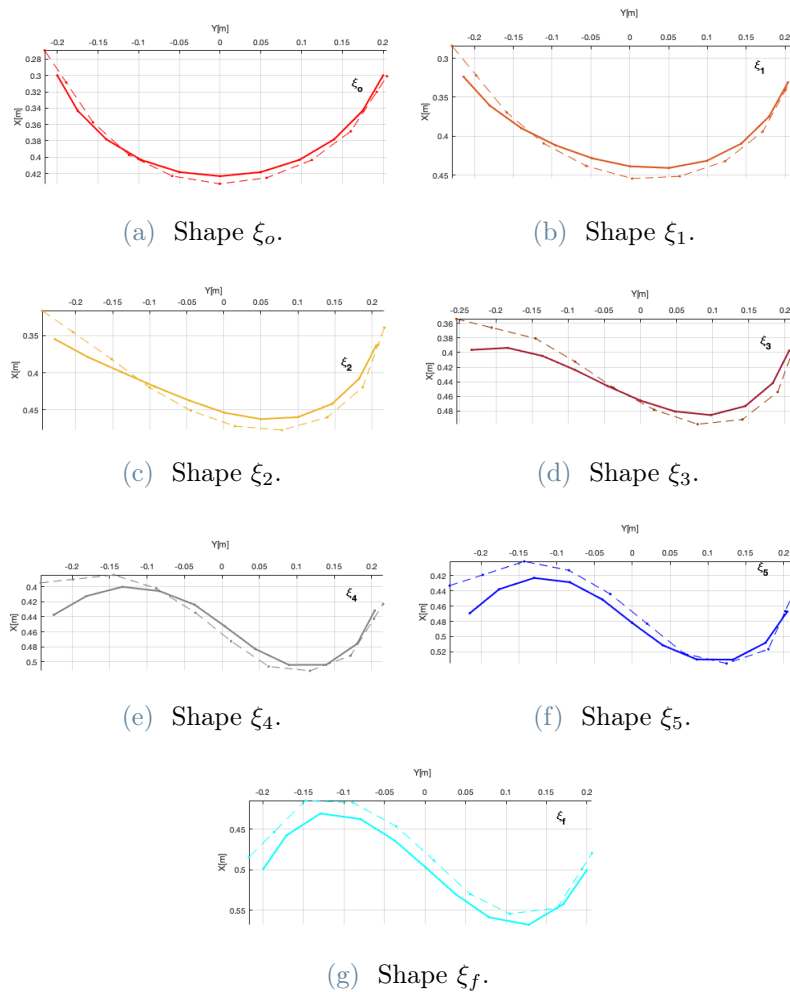 Y[m]
-0.2 -0.15 -0.1 -0.05 0 0.05 0.1 0.15 0.2
0.28
0.3
0.32
0.34
0.36
0.38
0.4
0.42
X[m]
ξo
(a) Shape ξo.
Y[m]
-0.2 -0.15 -0.1 -0.05 0 0.05 0.1 0.15 0.2
0.3
0.35
0.4
0.45
X[m]
ξ1
(b) Shape ξ1.
Y[m]
-0.2 -0.15 -0.1 -0.05 0 0.05 0.1 0.15 0.2
0.35
0.4
0.45
X[m]
ξ2
(c) Shape ξ2.
Y[m]
-0.25 -0.2 -0.15 -0.1 -0.05 0 0.05 0.1 0.15 0.2
0.36
0.38
0.4
0.42
0.44
0.46
0.48
X[m]
ξ3
(d) Shape ξ3.
Y[m]
-0.2 -0.15 -0.1 -0.05 0 0.05 0.1 0.15 0.2
0.4
0.42
0.44
0.46
0.48
0.5
X[m]
ξ4
(e) Shape ξ4.
Y[m]
-0.2 -0.15 -0.1 -0.05 0 0.05 0.1 0.15 0.2
0.42
0.44
0.46
0.48
0.5
0.52
X[m]
ξ5
(f) Shape ξ5.
Y[m]
-0.2 -0.15 -0.1 -0.05 0 0.05 0.1 0.15 0.2
0.45
0.5
0.55
X[m]
ξf
(g) Shape ξf.